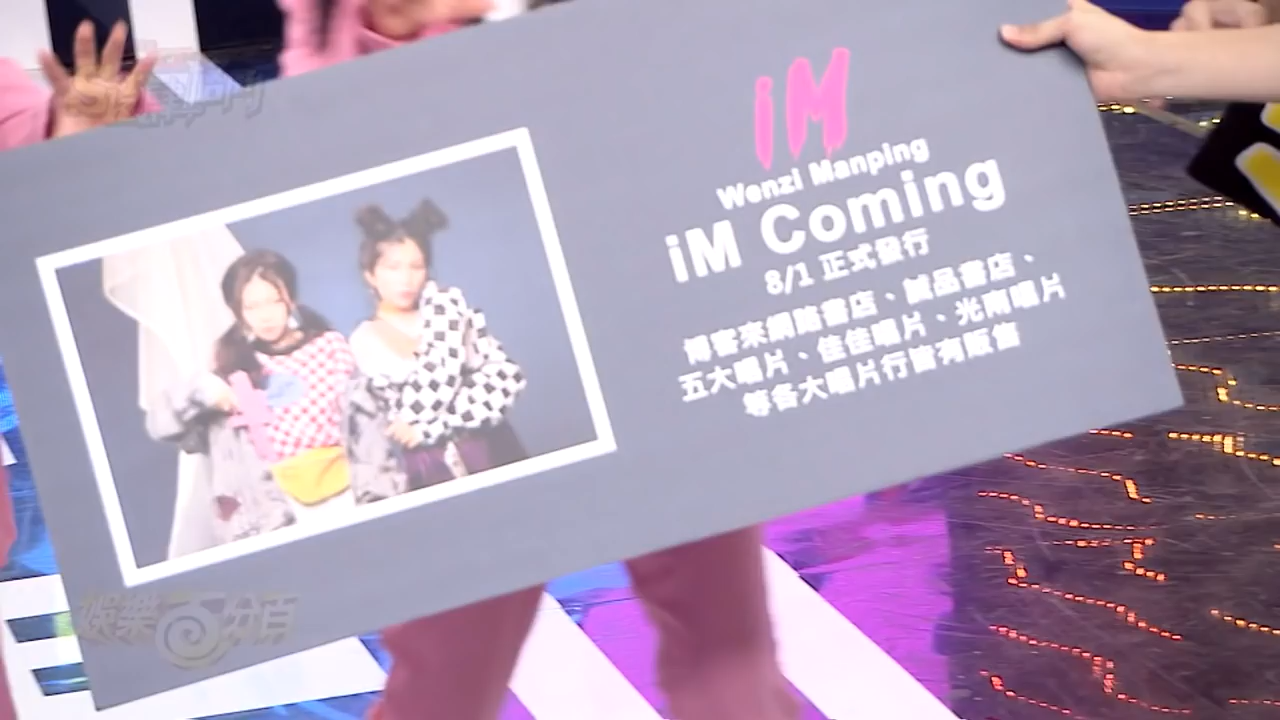 iM
Wenzi Manping
iM Coming
8/1 正式發行
博客來網路書店、誠品書店、
五大唱片、佳佳唱片、光南唱片
等各大唱片行皆有販售
娛樂百分百